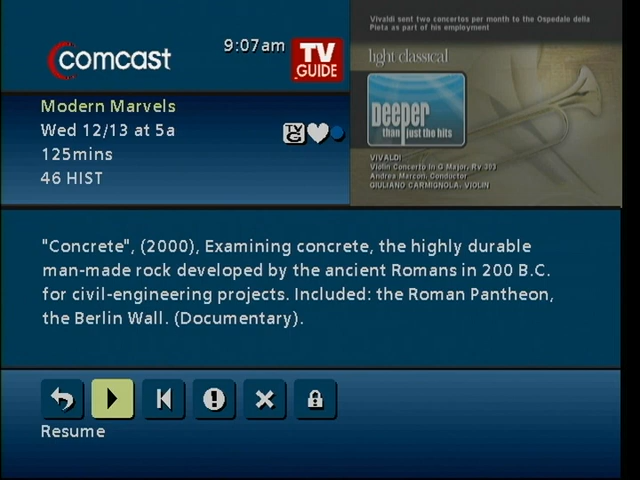 Vivaldi sent two concertos per month to the Ospedalo della
Pieta as part of his employment
comcast
9:07am
TV
GUIDE
light classical
Deeper
than just the hits
VIVALDI
Violin Concerto in G Major, Rv 303
Andrea Marcon, Conductor
GIULIANO CARMIGNOLA, VIOLIN
Modern Marvels
Wed 12/13 at 5a
TV
G
125mins
46 HIST
"Concrete", (2000), Examining concrete, the highly durable
man-made rock developed by the ancient Romans in 200 B.C.
for civil-engineering projects. Included: the Roman Pantheon,
the Berlin Wall. (Documentary).
Resume